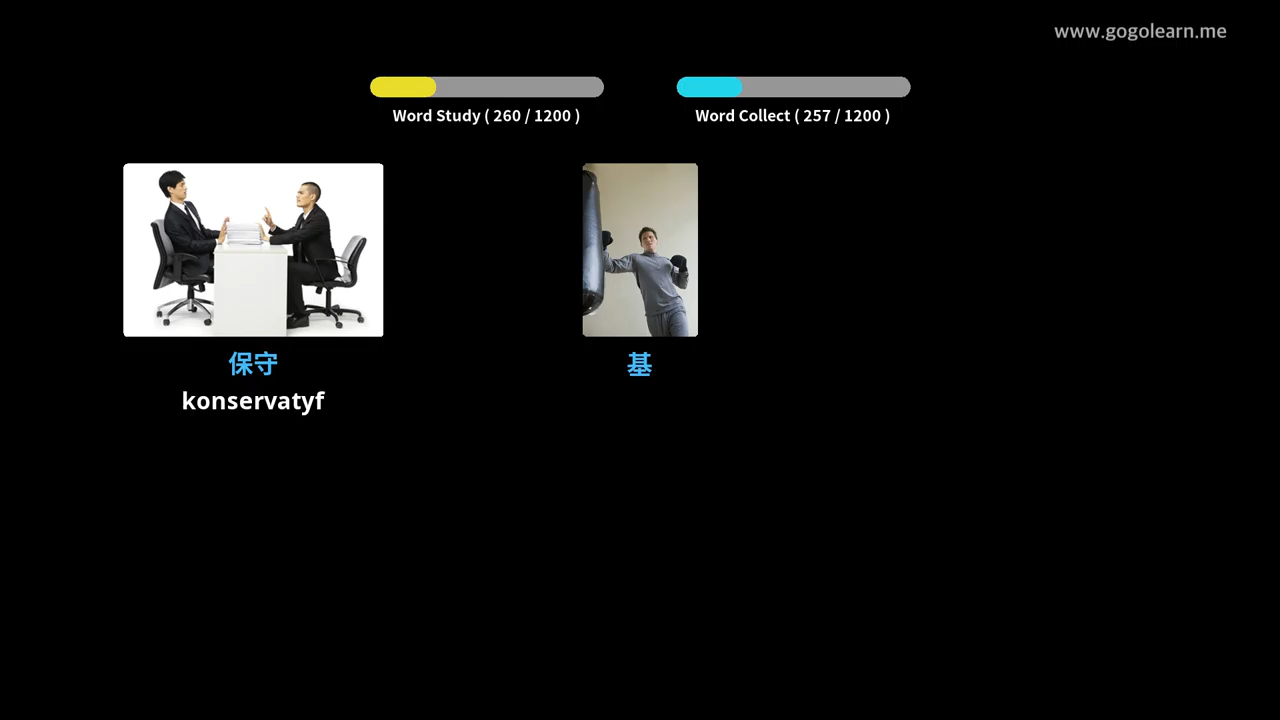 www.gogolearn.me
Word Study ( 260 / 1200 )
Word Collect ( 257 / 1200 )
保守
konservatyf
基